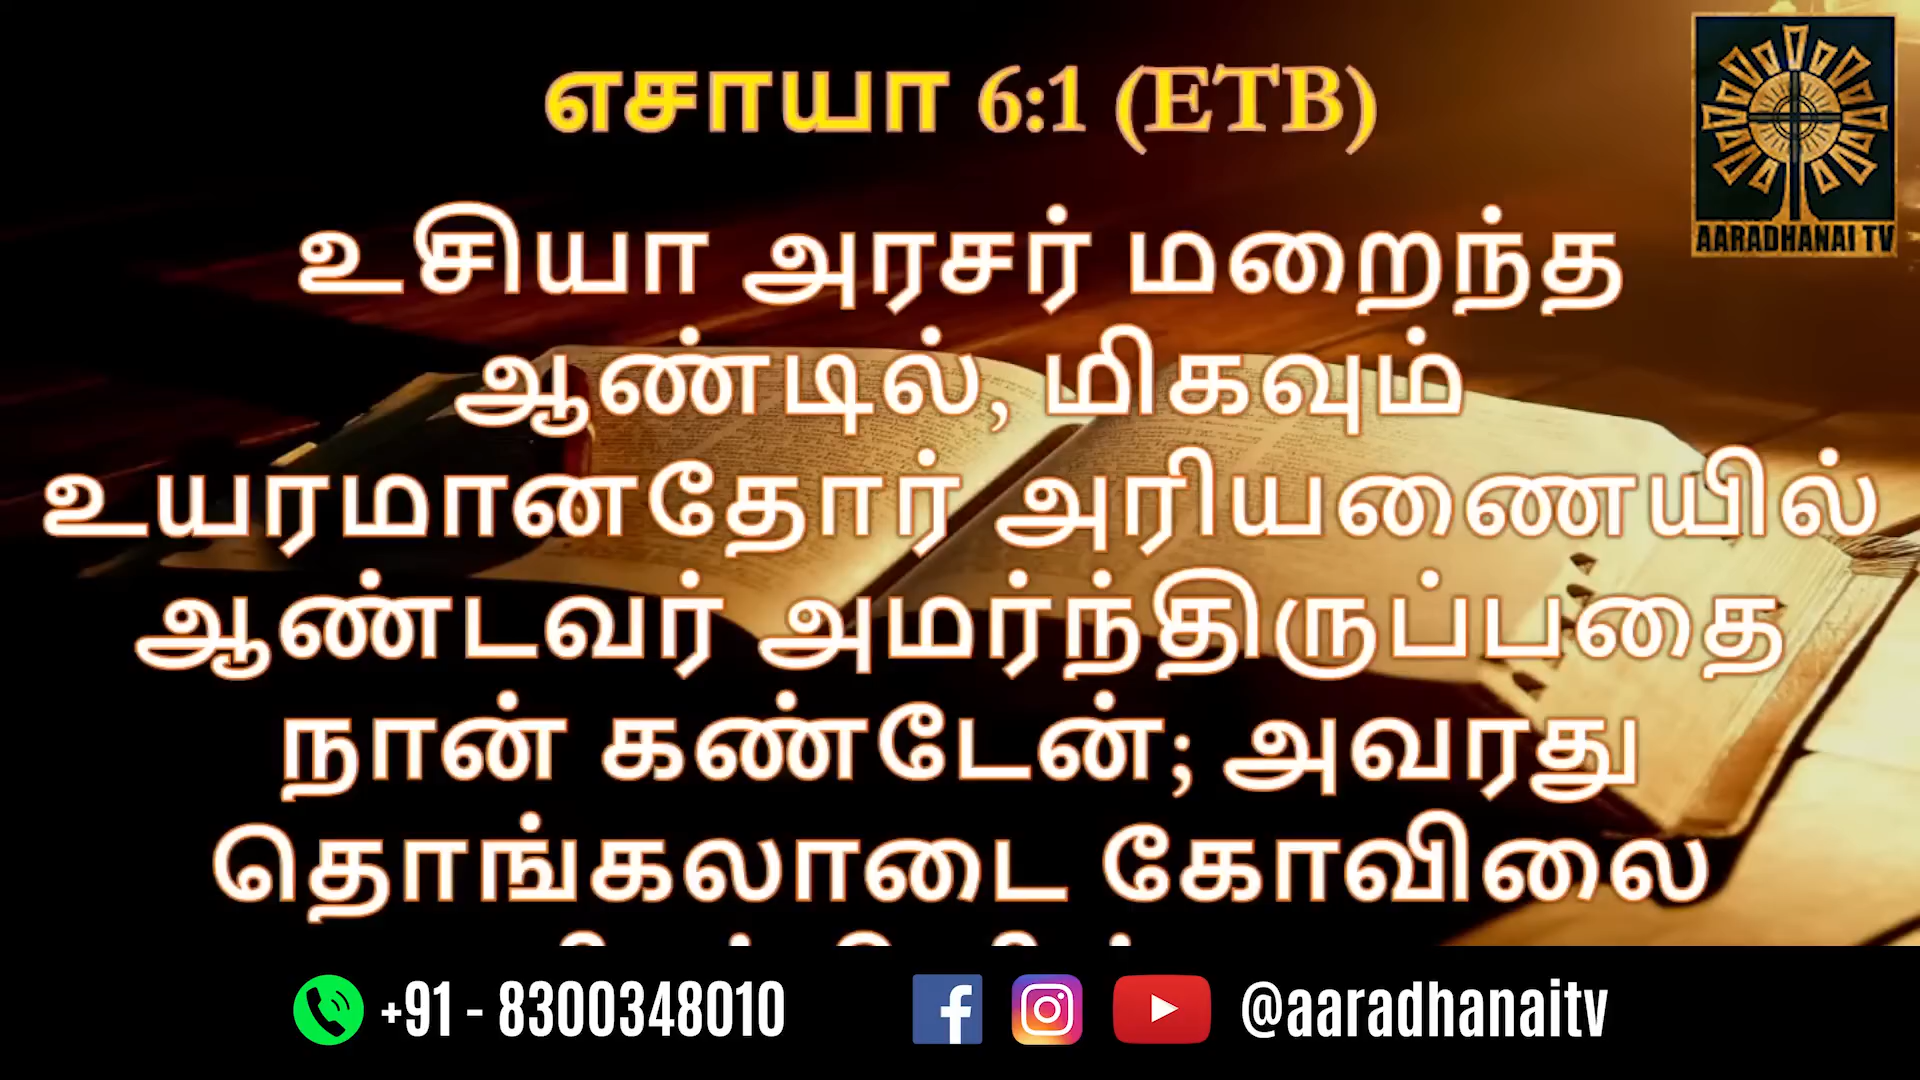 எசாயா 6:1 (ETB)
AARADHANAI TV
உசியா அரசர் மறைந்த
ஆண்டில், மிகவும்
உயரமானதோர் அரியணையில்
ஆண்டவர் அமர்ந்திருப்பதை
நான் கண்டேன்; அவரது
தொங்கலாடை கோவிலை
+91 - 8300348010
@aaradhanaitv